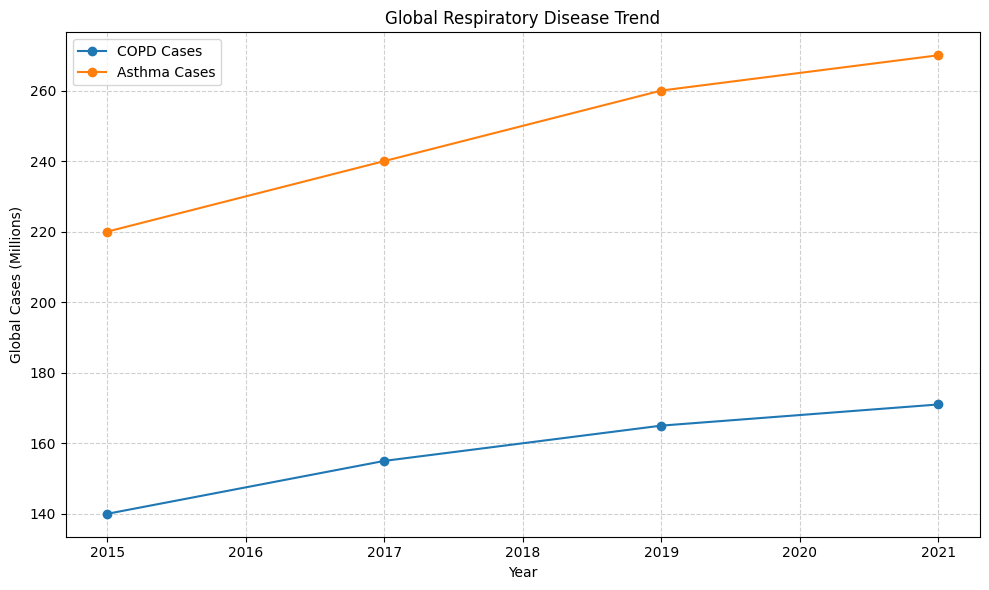 Global Respiratory Disease Trend
COPD Cases
Asthma Cases
Global Cases (Millions)
260
240
220
200
180
160
140
2015 2016 2017 2018 2019 2020 2021
Year